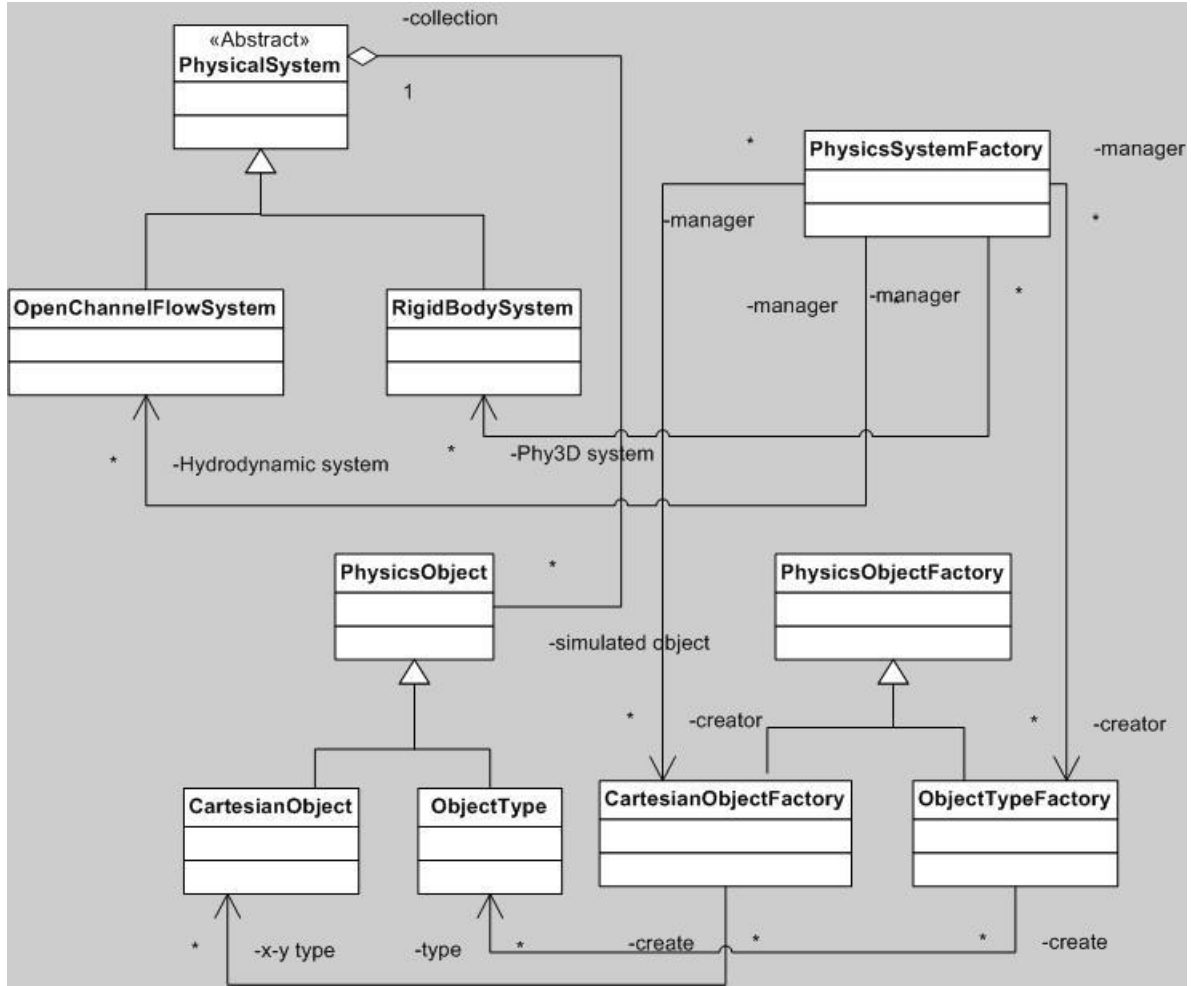 -collection
«Abstract»
PhysicalSystem
1
*
PhysicsSystemFactory
-manager
-manager
*
OpenChannelFlowSystem
RigidBodySystem
-manager
-manager
*
*
*
-Hydrodynamic system
*
-Phy3D system
PhysicsObject
*
PhysicsObjectFactory
-simulated object
*
-creator
*
-creator
CartesianObject
ObjectType
CartesianObjectFactory
ObjectTypeFactory
*
-x-y type
-type
*
-create
*
*
-create